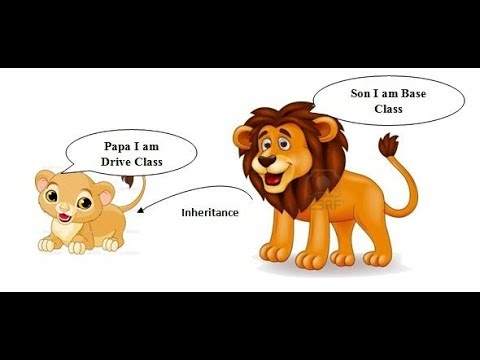 Son I am Base
Class
Papa I am
Drive Class
Inheritance